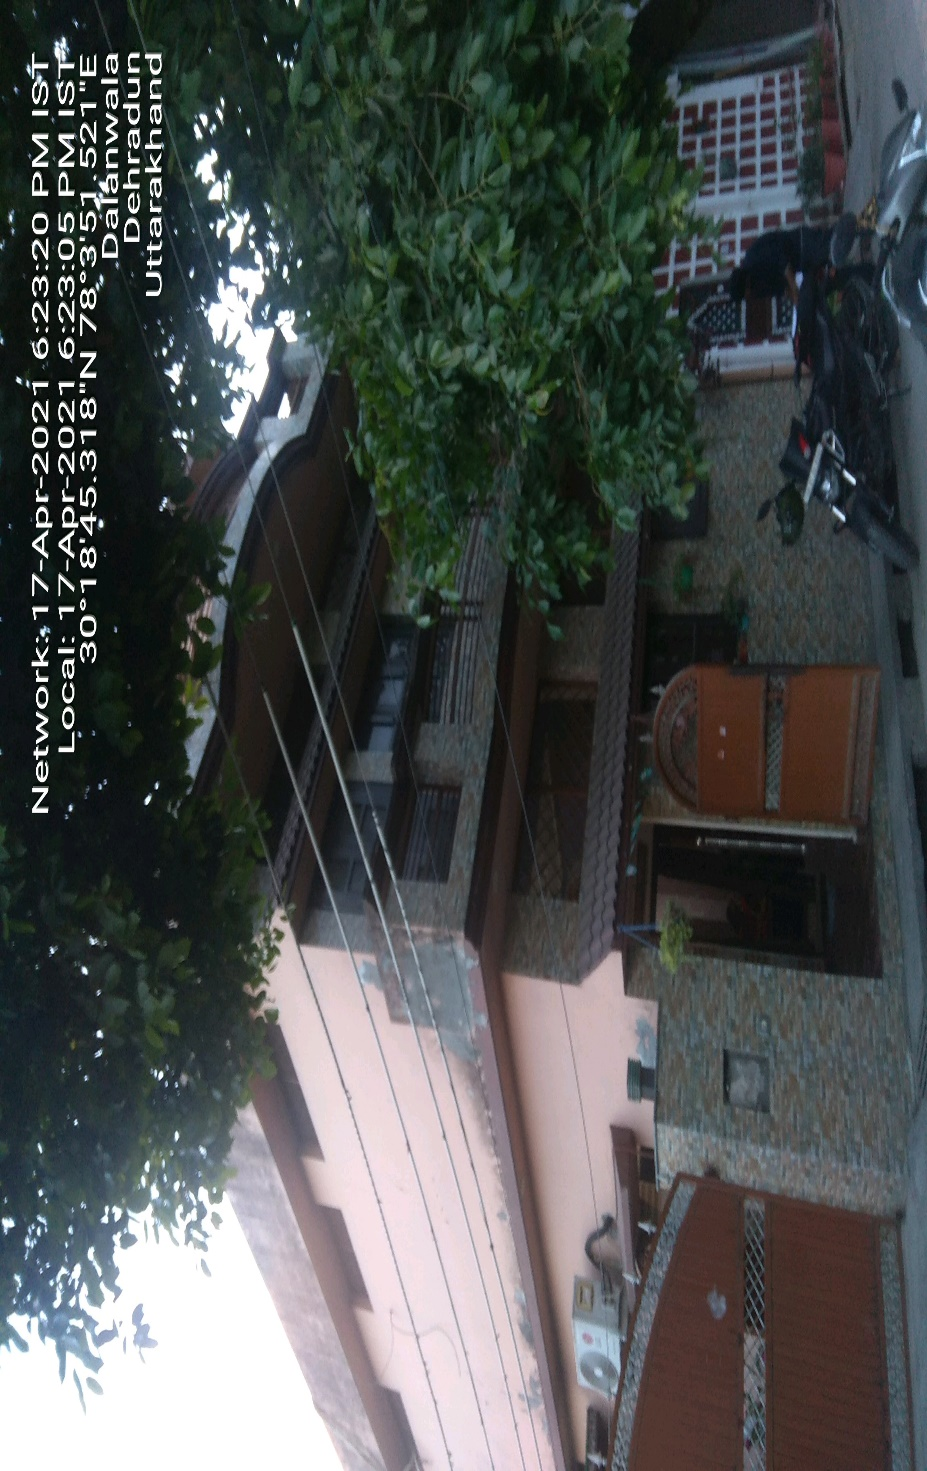 Network: 17-Apr-2021 6:23:20 PM IST
Local: 17-Apr-2021 6:23:05 PM IST
30°18'45.318"N 78°3'51.521"E
Dalanwala
Dehradun
Uttarakhand